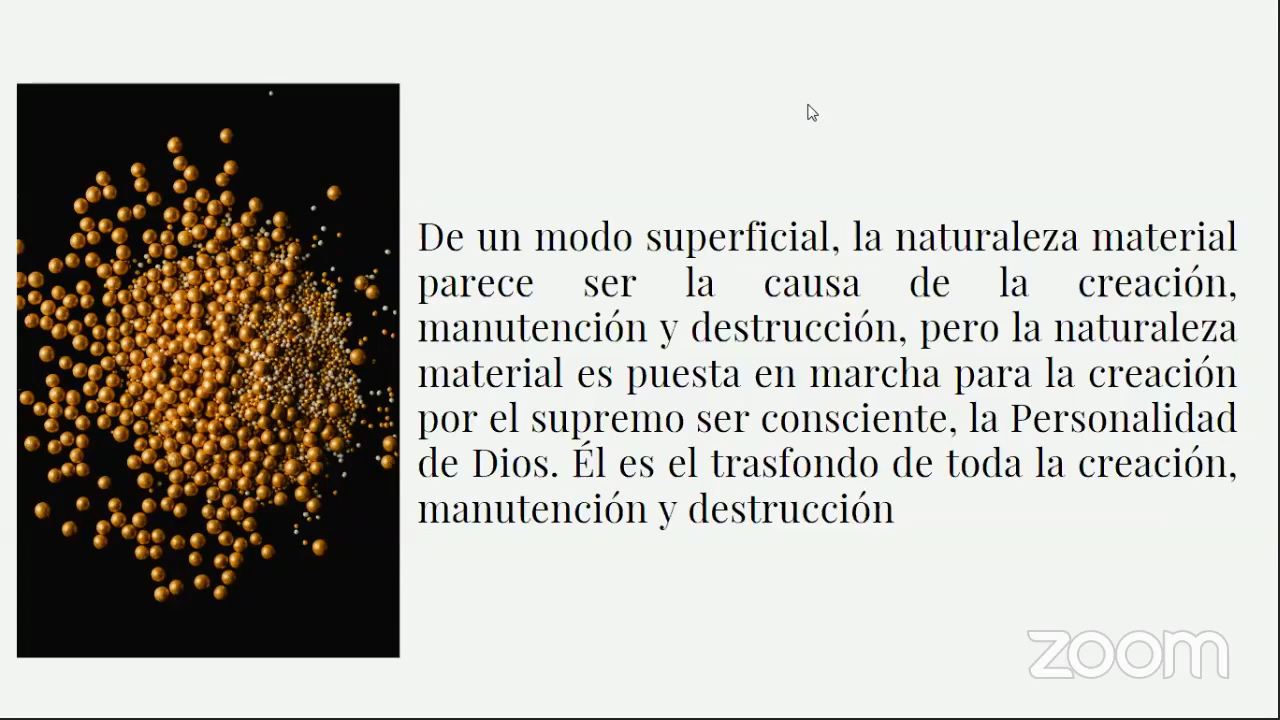 De un modo superficial, la naturaleza material
parece ser la causa de la creación,
manutención y destrucción, pero la naturaleza
material es puesta en marcha para la creación
por el supremo ser consciente, la Personalidad
de Dios. Él es el trasfondo de toda la creación,
manutención y destrucción
zoom